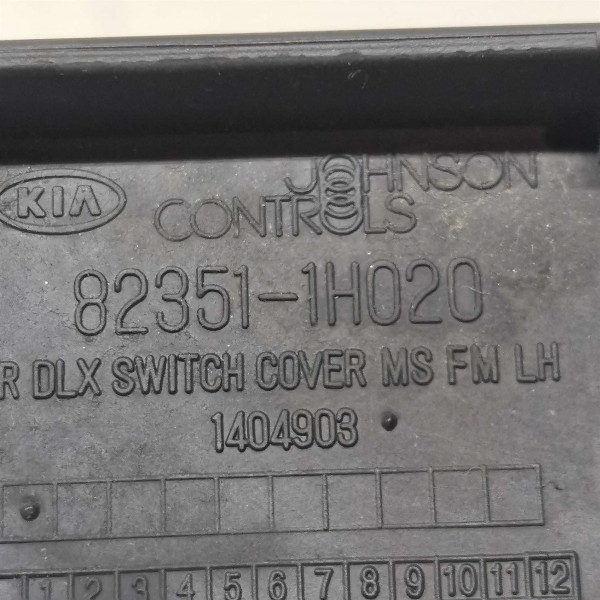 KIA
JOHNSON
CONTROLS
82351-1H020
R DLX SWITCH COVER MS FM LH
1404903
1 2 3 4 5 6 7 8 9 10 11 12